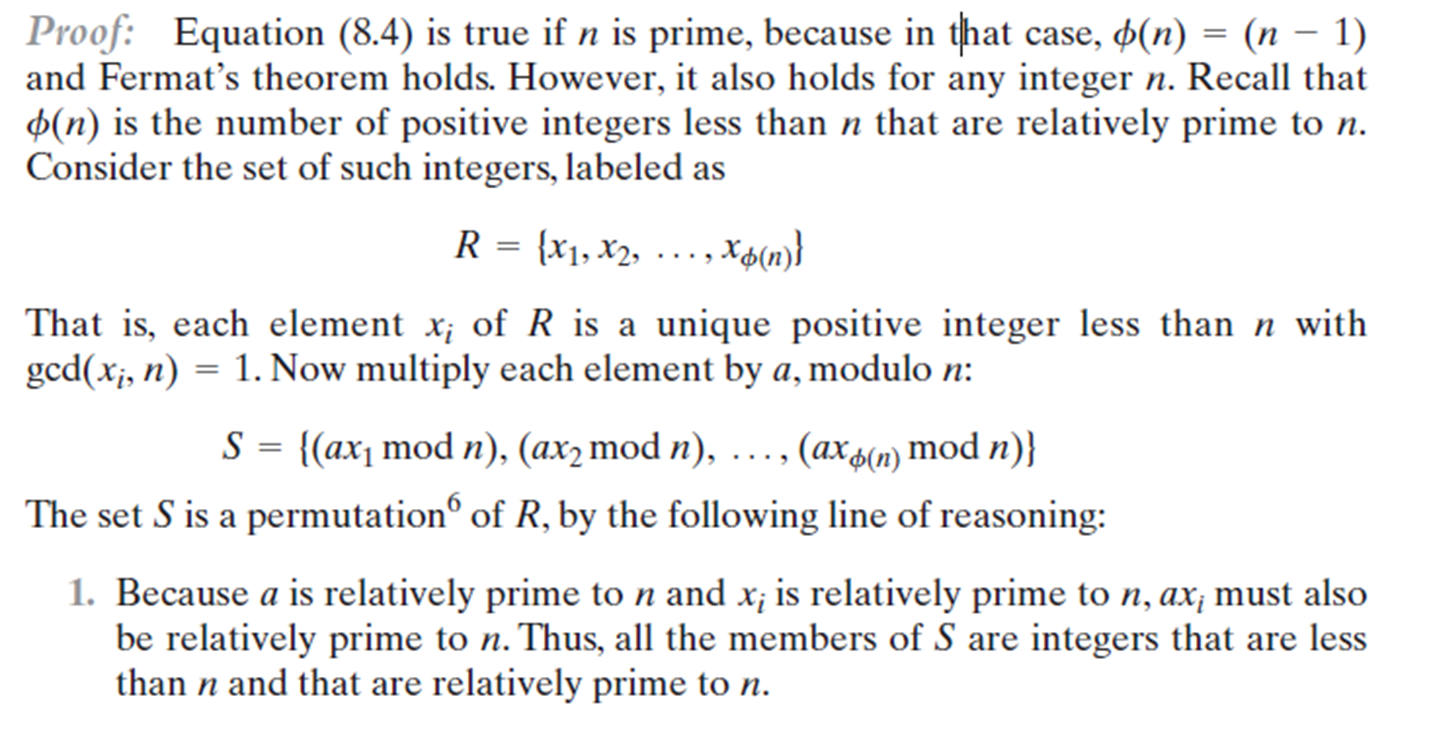 Proof: Equation (8.4) is true if n is prime, because in that case, ϕ(n) = (n − 1)
and Fermat's theorem holds. However, it also holds for any integer n. Recall that
ϕ(n) is the number of positive integers less than n that are relatively prime to n.
Consider the set of such integers, labeled as
R = {x₁, x₂, …, x_ϕ(n)}
That is, each element xᵢ of R is a unique positive integer less than n with
gcd(xᵢ, n) = 1. Now multiply each element by a, modulo n:
S = {(ax₁ mod n), (ax₂ mod n), …, (ax_ϕ(n) mod n)}
The set S is a permutation⁶ of R, by the following line of reasoning:
1. Because a is relatively prime to n and xᵢ is relatively prime to n, axᵢ must also
be relatively prime to n. Thus, all the members of S are integers that are less
than n and that are relatively prime to n.